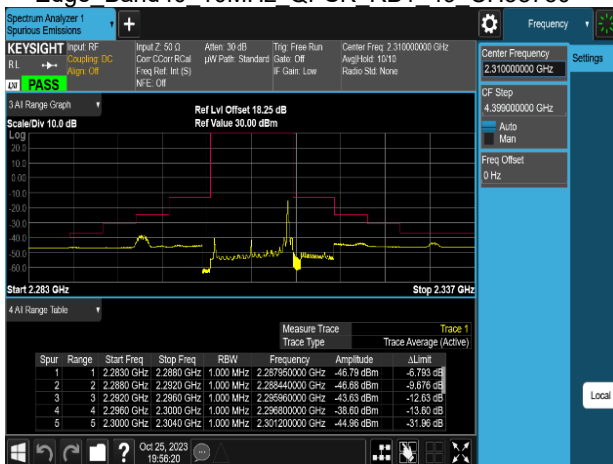 Edge_Band40_10MHz_QPSK_RB1_49_CH38750
Spectrum Analyzer 1
Spurious Emissions
Frequency
KEYSIGHT
RL
PASS
Input: RF
Coupling: DC
Align: Off
Input Z: 50 Ω
Corr CCorr RCal
Freq Ref: Int (S)
NFE: Off
Atten: 30 dB
µW Path: Standard
Trig: Free Run
Gate: Off
IF Gain: Low
Center Freq: 2.310000000 GHz
Avg|Hold: 10/10
Radio Std: None
Center Frequency
2.310000000 GHz
Settings
CF Step
4.399000000 GHz
Auto
Man
Freq Offset
0 Hz
Local
3 All Range Graph
Scale/Div 10.0 dB
Ref Lvl Offset 18.25 dB
Ref Value 30.00 dBm
Log
20.0
10.0
0.00
-10.0
-20.0
-30.0
-40.0
-50.0
-60.0
Start 2.283 GHz
Stop 2.337 GHz
4 All Range Table
Measure Trace Trace 1
Trace Type Trace Average (Active)
Spur Range Start Freq Stop Freq RBW Frequency Amplitude ΔLimit
1 1 2.2830 GHz 2.2880 GHz 1.000 MHz 2.287950000 GHz -46.79 dBm -6.793 dB
2 2 2.2880 GHz 2.2920 GHz 1.000 MHz 2.288440000 GHz -46.68 dBm -9.676 dB
3 3 2.2920 GHz 2.2960 GHz 1.000 MHz 2.295960000 GHz -43.63 dBm -12.63 dB
4 4 2.2960 GHz 2.3000 GHz 1.000 MHz 2.296800000 GHz -38.60 dBm -13.60 dB
5 5 2.3000 GHz 2.3040 GHz 1.000 MHz 2.301200000 GHz -44.96 dBm -31.96 dB
Oct 25, 2023
19:56:20